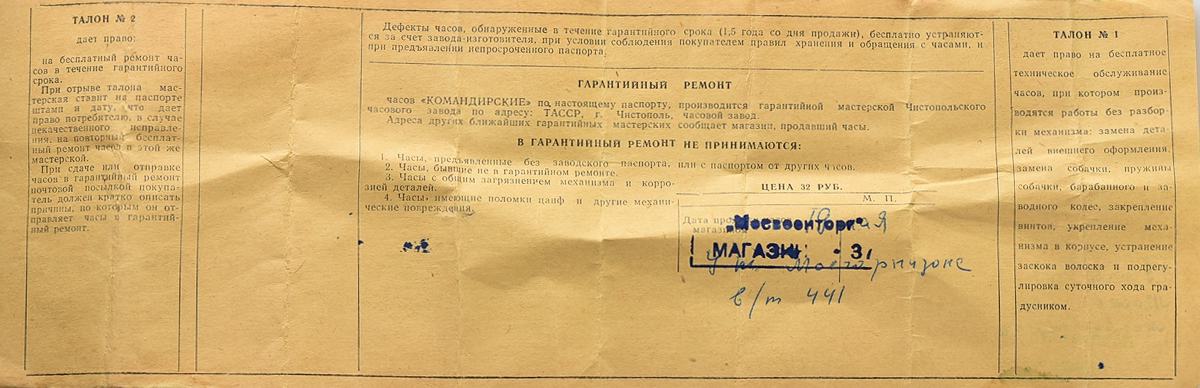 ТАЛОН № 2
дает право:
на бесплатный ремонт ча-
сов в течение гарантийного
срока.
При отрыве талона мас-
терская ставит на паспорте
штамп и дату, что дает
право потребителю, в случае
некачественного исправле-
ния, на повторный бесплат-
ный ремонт часов в этой же
мастерской.
При сдаче или отправке
часов в гарантийный ремонт
почтовой посылкой покупа-
тель должен кратко описать
причины, по которым он от-
правляет часы в гарантий-
ный ремонт.
Дефекты часов, обнаруженные в течение гарантийного срока (1,5 года со дня продажи), бесплатно устраняют-
ся за счет завода-изготовителя, при условии соблюдения покупателем правил хранения и обращения с часами, и
при предъявлении непросроченного паспорта.
ГАРАНТИЙНЫЙ РЕМОНТ
часов «КОМАНДИРСКИЕ» по настоящему паспорту, производится гарантийной мастерской Чистопольского
часового завода по адресу: ТАССР, г. Чистополь, часовой завод.
Адреса других ближайших гарантийных мастерских сообщает магазин, продавший часы.
В ГАРАНТИЙНЫЙ РЕМОНТ НЕ ПРИНИМАЮТСЯ:
1. Часы, предъявленные без заводского паспорта, или с паспортом от других часов.
2. Часы, бывшие не в гарантийном ремонте.
3. Часы с общим загрязнением механизма и корро-
зией деталей.
4. Часы, имеющие поломки цапф и другие механи-
ческие повреждения.
ЦЕНА 32 РУБ.
М. П.
Дата
магазином
„Мосвоенторг“
МАГАЗИН 3
в/т 441
ТАЛОН № 1
дает право на бесплатное
техническое обслуживание
часов, при котором произ-
водятся работы без разбор-
ки механизма: замена дета-
лей внешнего оформления,
замена собачки, пружины
собачки, барабанного и за-
водного колес, закрепление
винтов, укрепление меха-
низма в корпусе, устранение
заскока волоска и подрегу-
лировка суточного хода гра-
дусником.